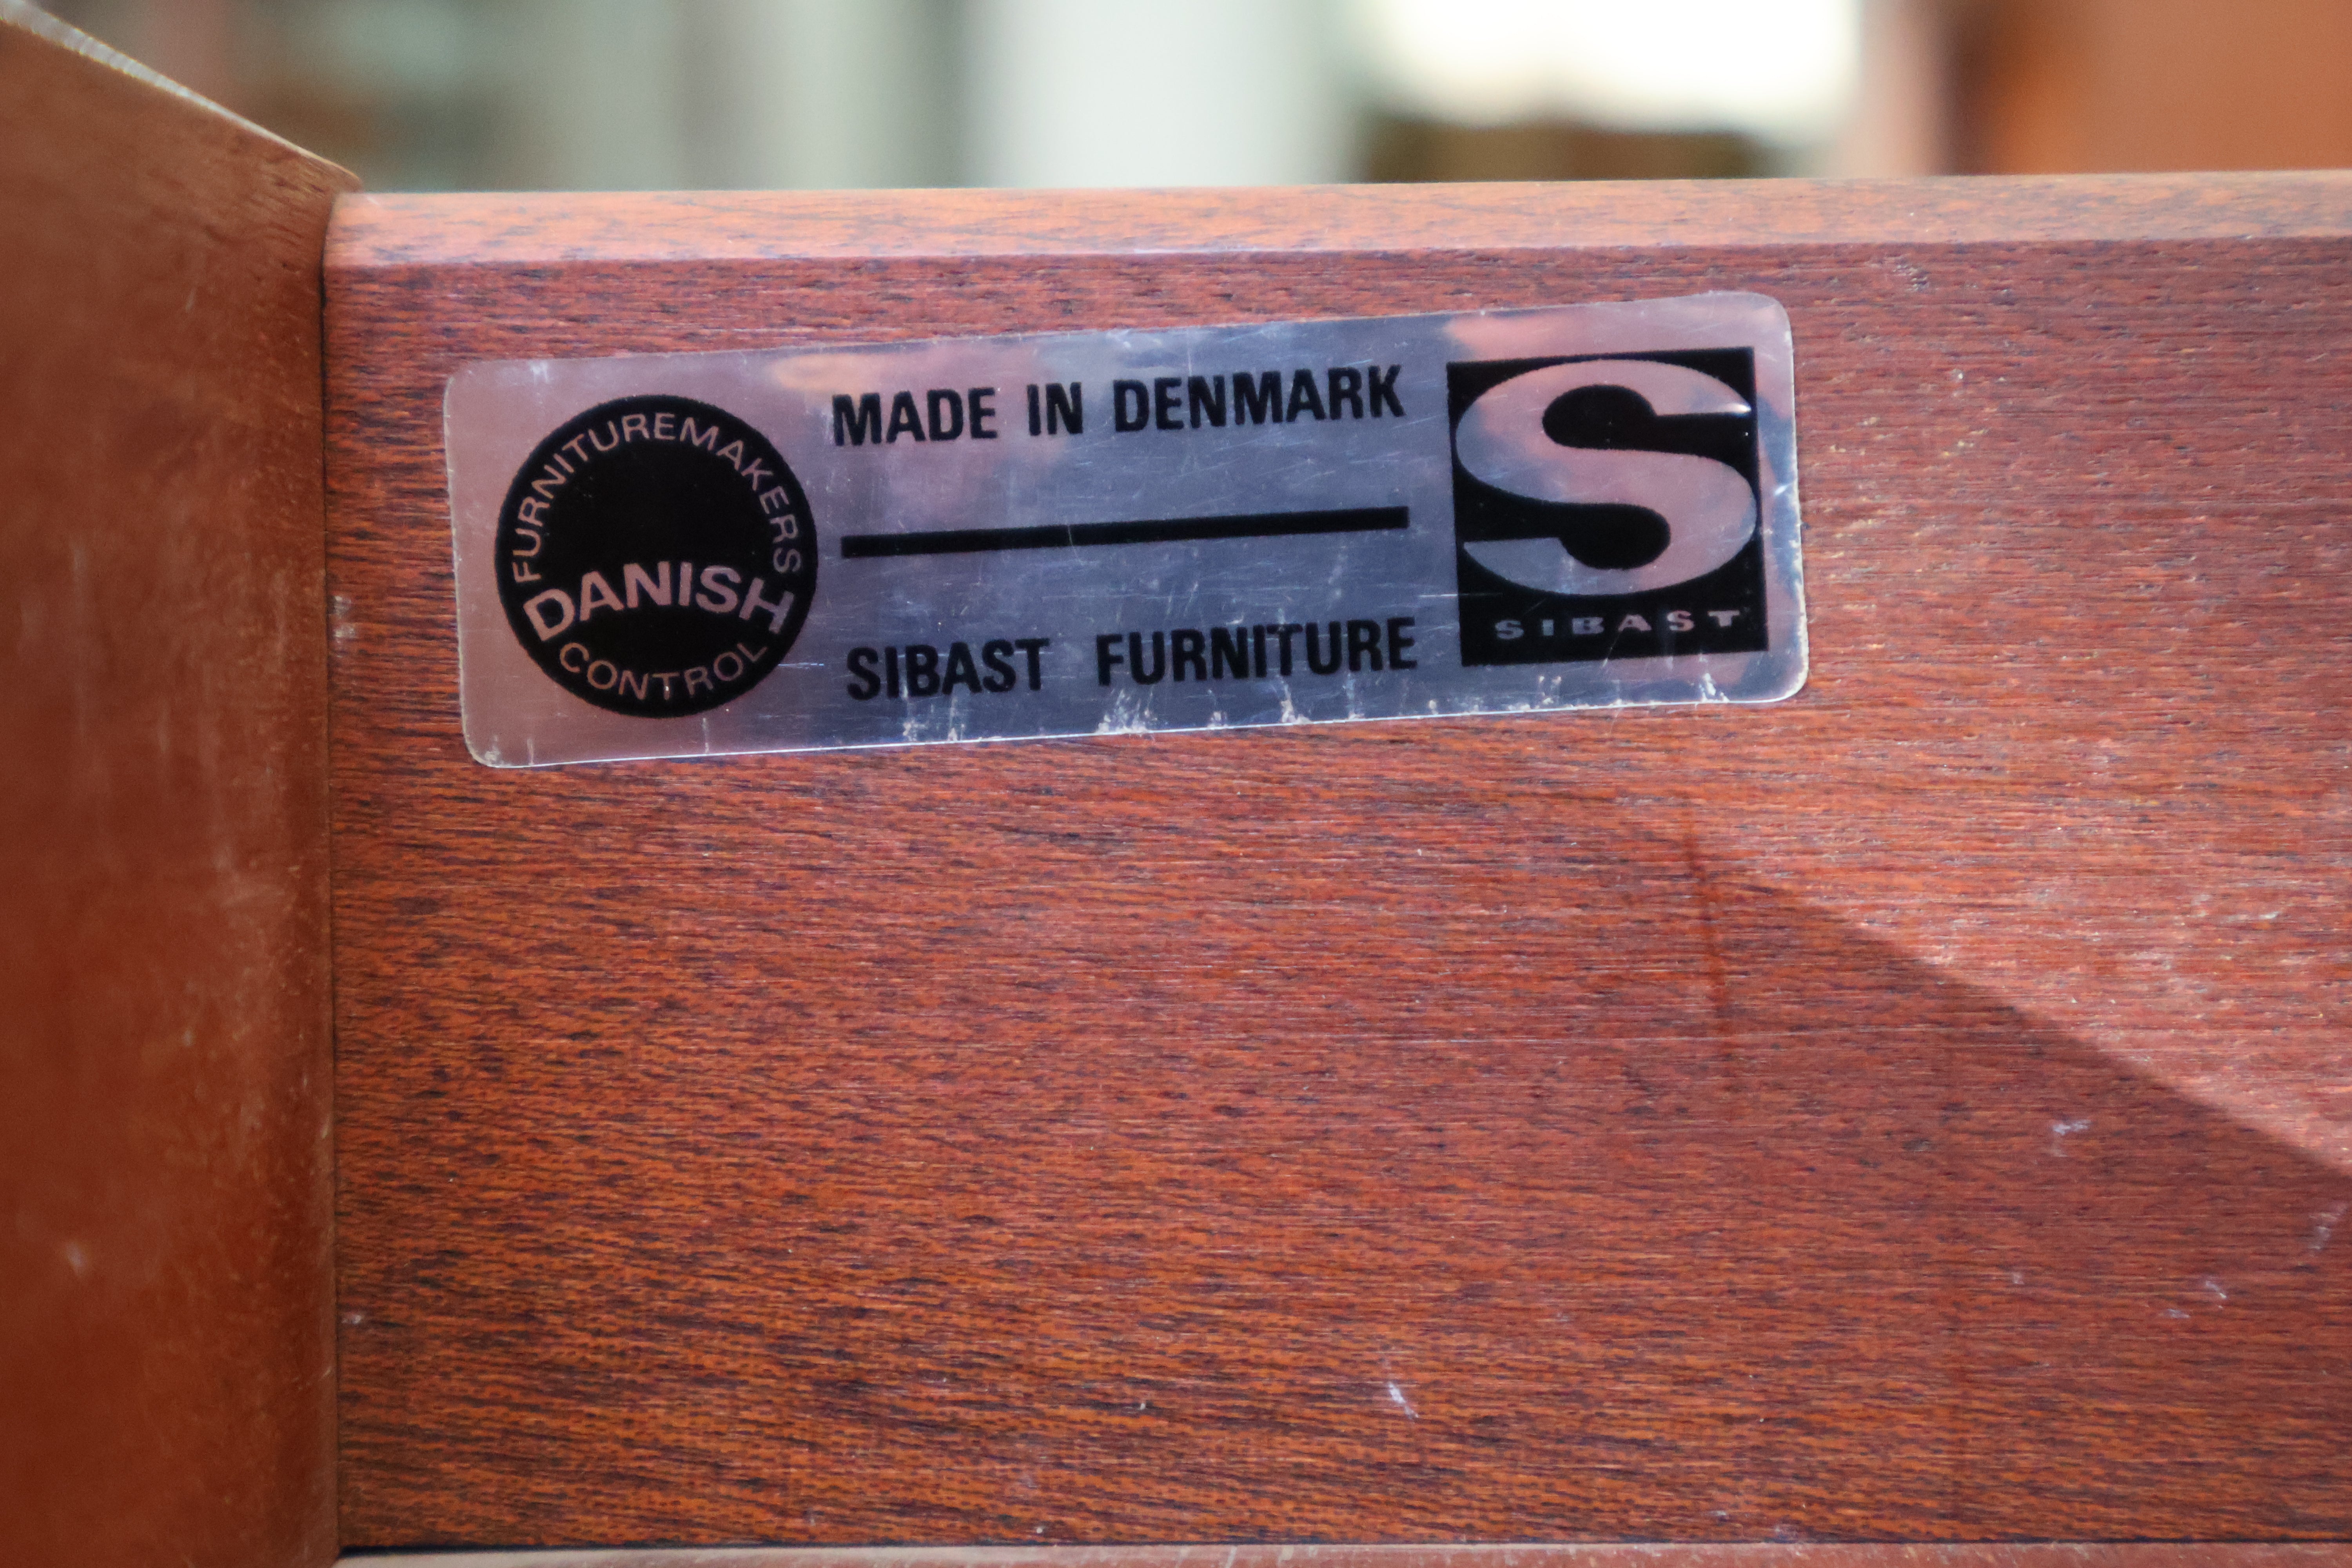 FURNITUREMAKERS
DANISH
CONTROL
MADE IN DENMARK
SIBAST FURNITURE
S
SIBAST